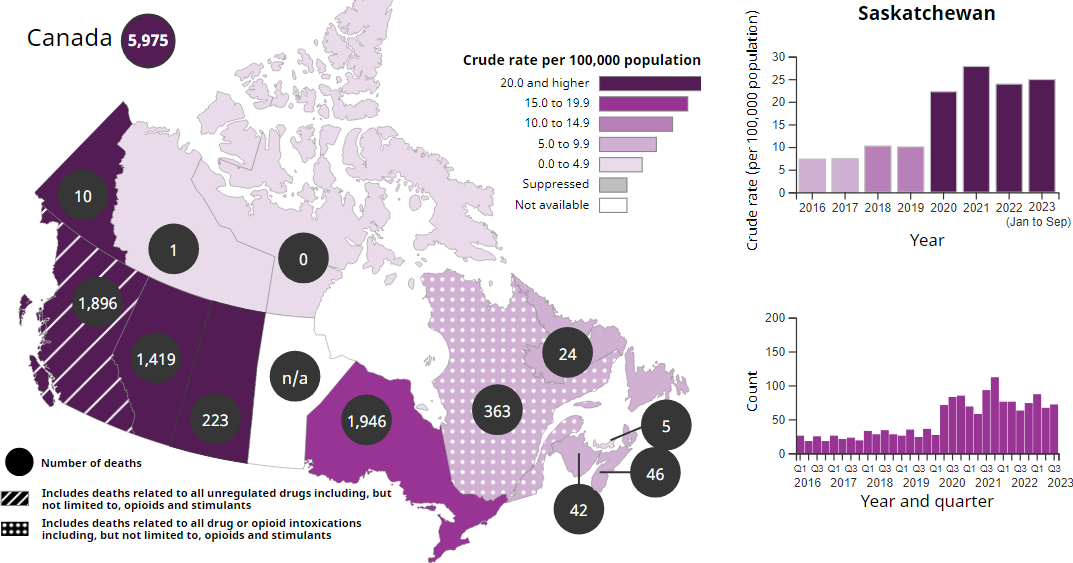 Canada 5,975
Crude rate per 100,000 population
20.0 and higher
15.0 to 19.9
10.0 to 14.9
5.0 to 9.9
0.0 to 4.9
Suppressed
Not available
10
1
0
1,896
1,419
n/a
223
1,946
363
24
5
46
42
Number of deaths
Includes deaths related to all unregulated drugs including, but
not limited to, opioids and stimulants
Includes deaths related to all drug or opioid intoxications
including, but not limited to, opioids and stimulants
Saskatchewan
Crude rate (per 100,000 population)
30
25
20
15
10
5
0
2016 2017 2018 2019 2020 2021 2022 2023
(Jan to Sep)
Year
Count
200
150
100
50
0
Q1 Q3 Q1 Q3 Q1 Q3 Q1 Q3 Q1 Q3 Q1 Q3 Q1 Q3 Q1 Q3
2016 2017 2018 2019 2020 2021 2022 2023
Year and quarter